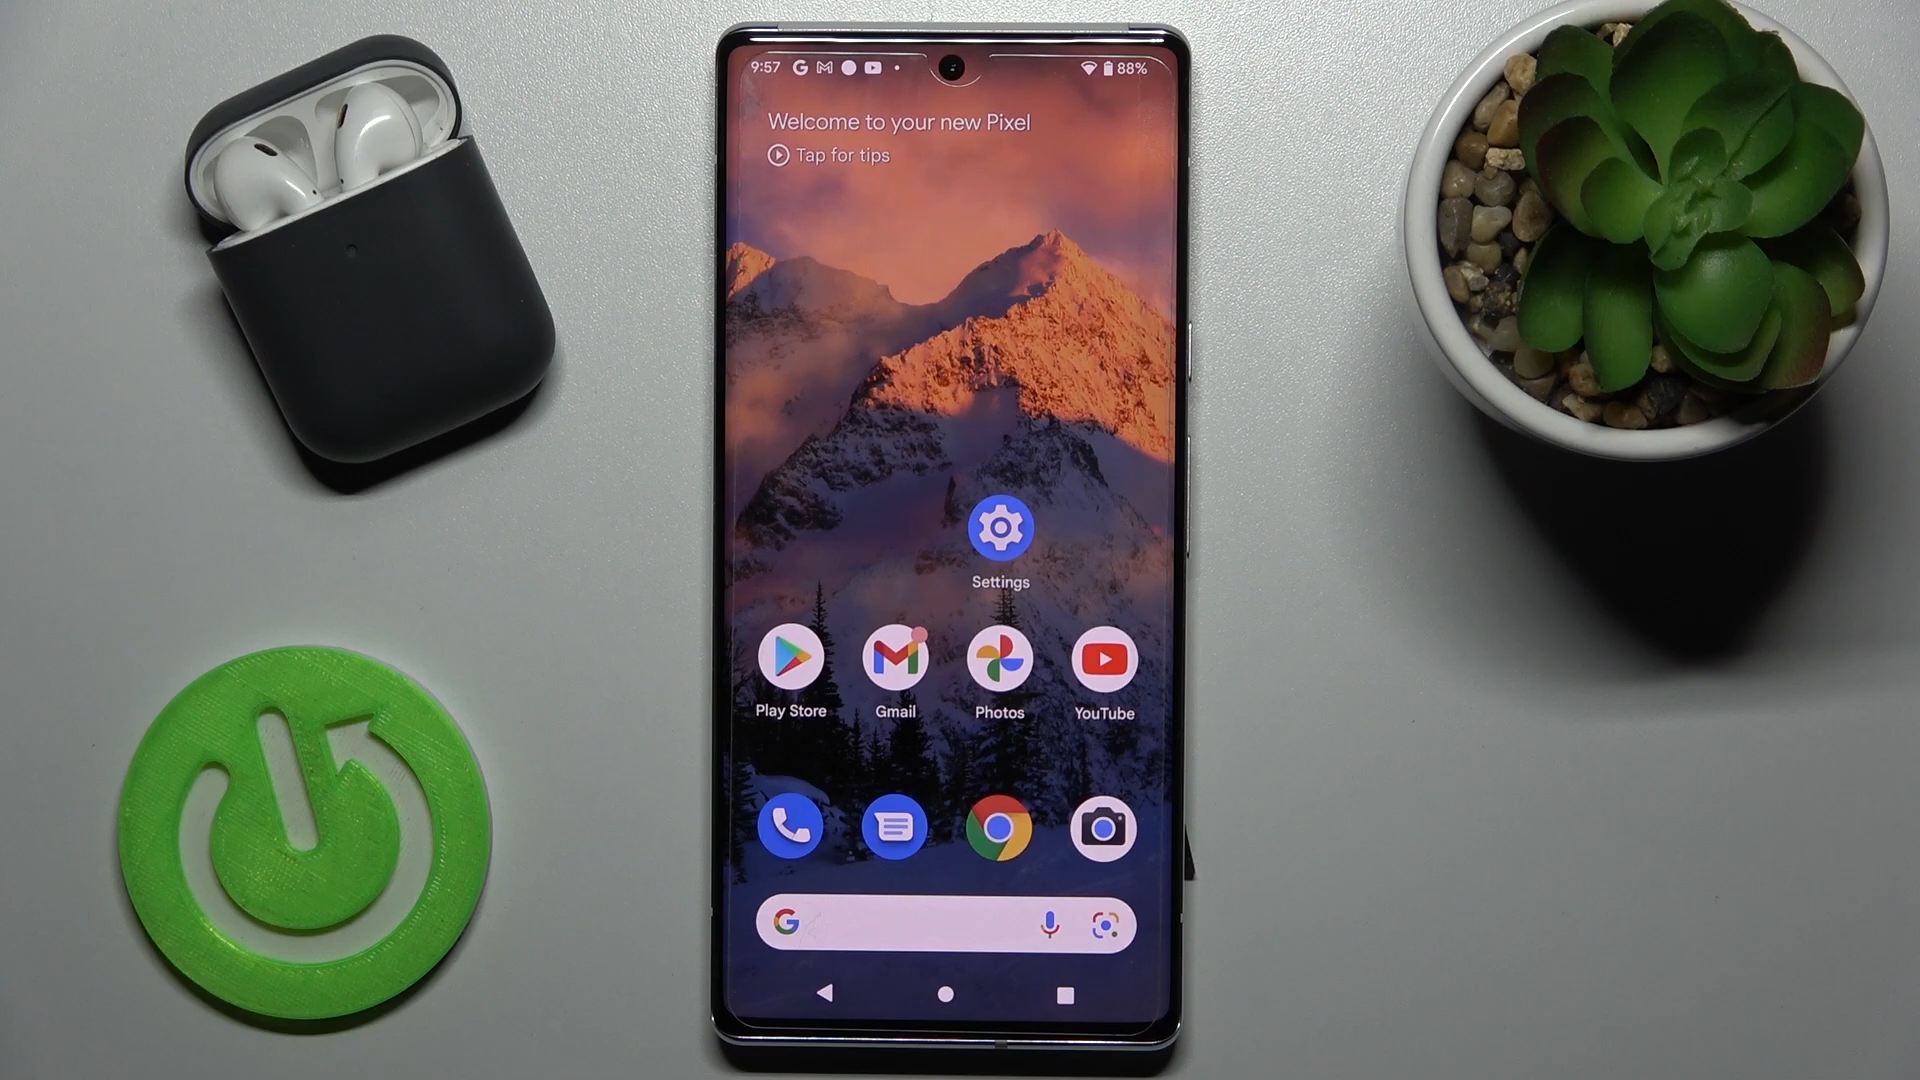 9:57 88%
Welcome to your new Pixel
Tap for tips
Settings
Play Store Gmail Photos YouTube